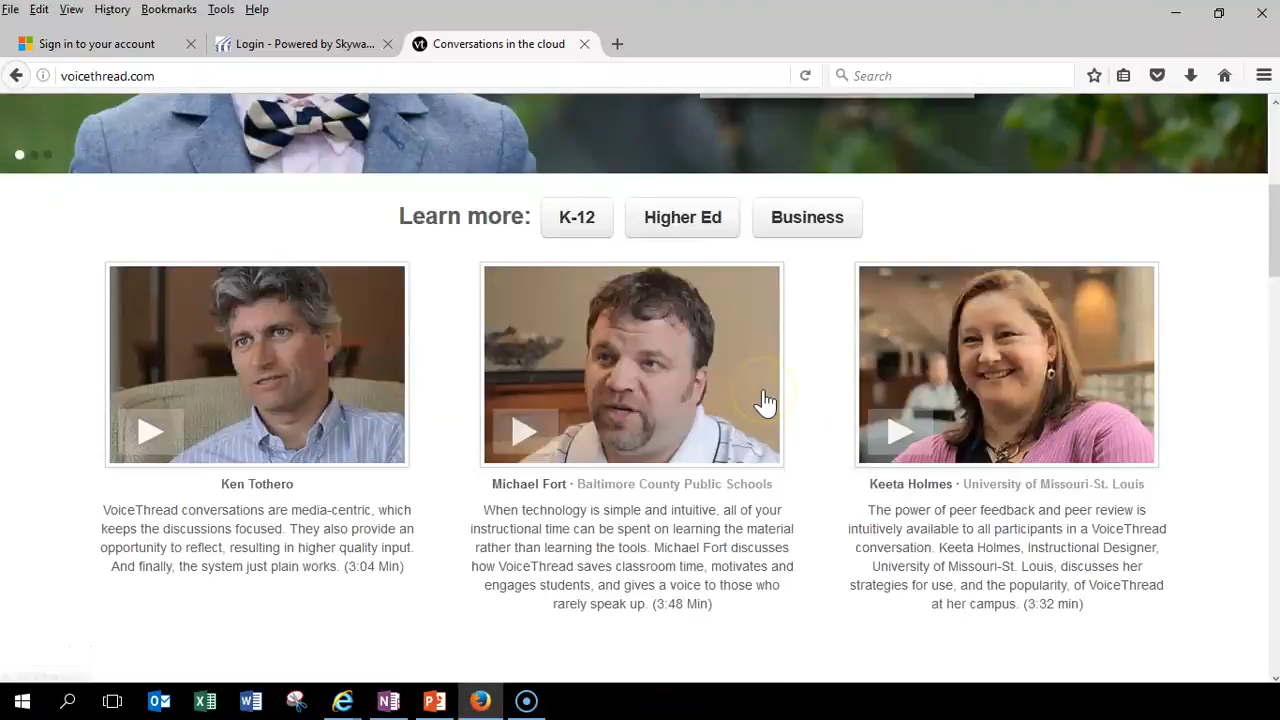 File Edit View History Bookmarks Tools Help
Sign in to your account
Login - Powered by Skywa...
vt Conversations in the cloud
voicethread.com
Search
Learn more: K-12 Higher Ed Business
Ken Tothero
VoiceThread conversations are media-centric, which
keeps the discussions focused. They also provide an
opportunity to reflect, resulting in higher quality input.
And finally, the system just plain works. (3:04 Min)
Michael Fort · Baltimore County Public Schools
When technology is simple and intuitive, all of your
instructional time can be spent on learning the material
rather than learning the tools. Michael Fort discusses
how VoiceThread saves classroom time, motivates and
engages students, and gives a voice to those who
rarely speak up. (3:48 Min)
Keeta Holmes · University of Missouri-St. Louis
The power of peer feedback and peer review is
intuitively available to all participants in a VoiceThread
conversation. Keeta Holmes, Instructional Designer,
University of Missouri-St. Louis, discusses her
strategies for use, and the popularity, of VoiceThread
at her campus. (3:32 min)